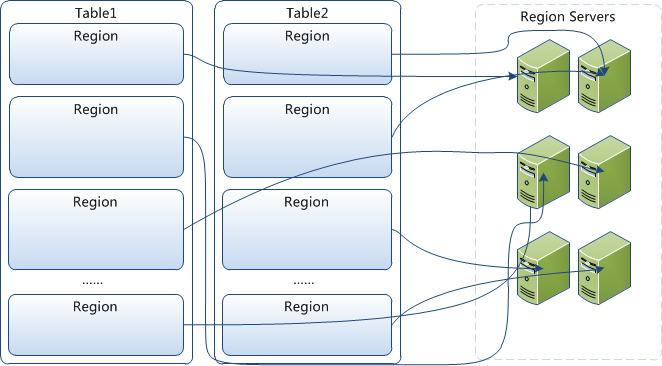 Table1
Region
Region
Region
......
Region
Table2
Region
Region
Region
......
Region
Region Servers